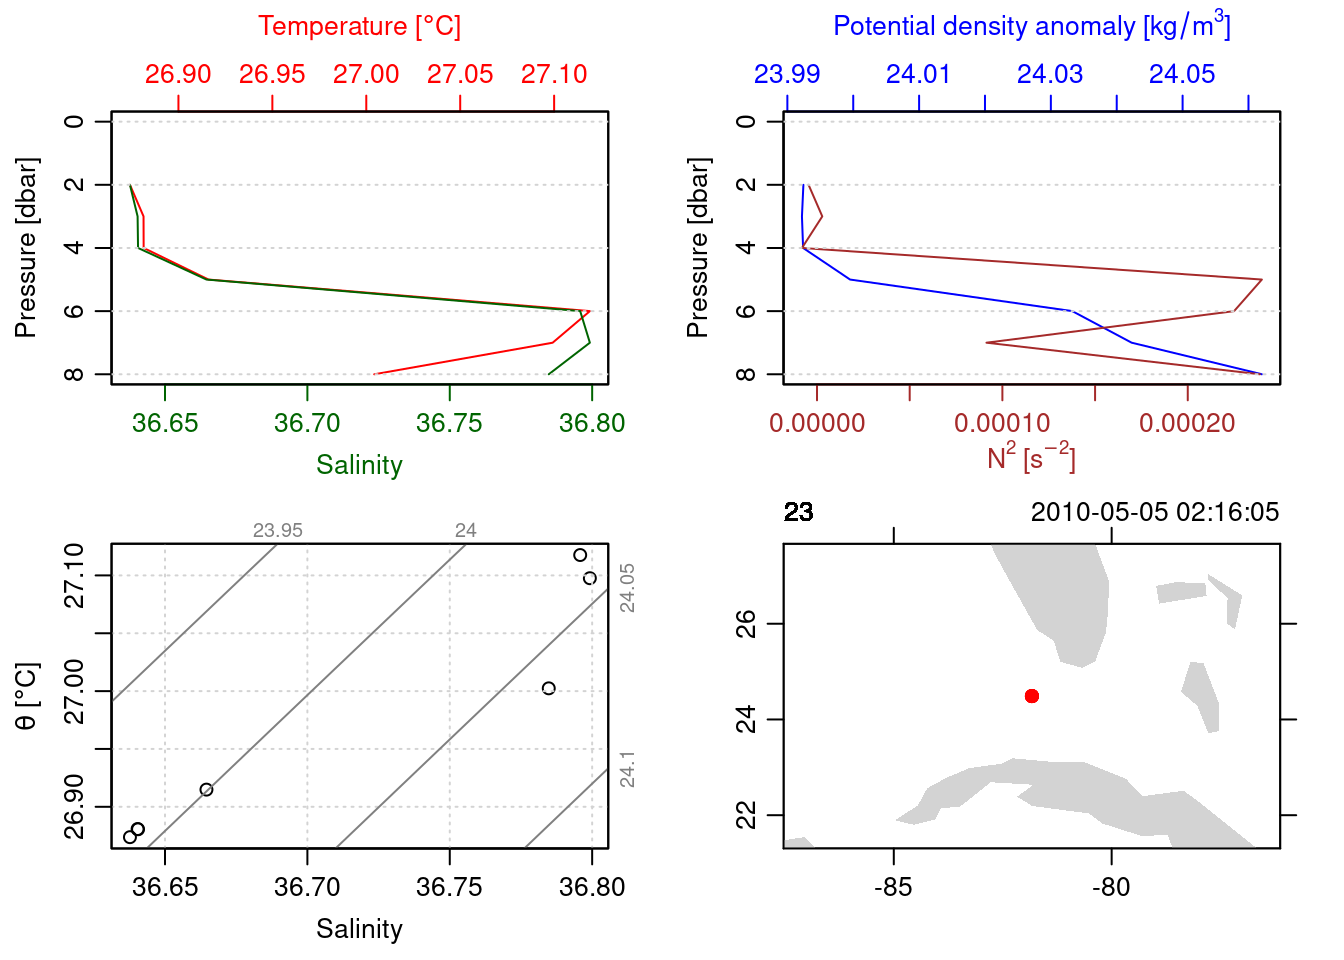 Temperature [°C]
26.90 26.95 27.00 27.05 27.10
0
2
4
6
8
Pressure [dbar]
36.65 36.70 36.75 36.80
Salinity
Potential density anomaly [kg/m³]
23.99 24.01 24.03 24.05
0
2
4
6
8
Pressure [dbar]
0.00000 0.00010 0.00020
N² [s⁻²]
23.95 24
24.05
24.1
27.10
27.00
26.90
θ [°C]
36.65 36.70 36.75 36.80
Salinity
23 2010-05-05 02:16:05
26
24
22
-85 -80